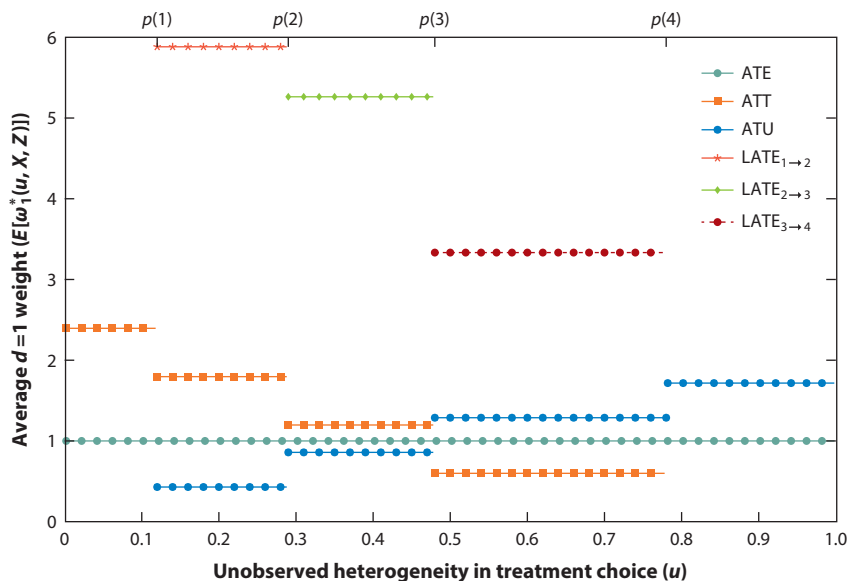 p(1) p(2) p(3) p(4)
6
5
4
3
2
1
0
Average d = 1 weight (E[ω*₁(u, X, Z)])
ATE
ATT
ATU
LATE₁→₂
LATE₂→₃
LATE₃→₄
0 0.1 0.2 0.3 0.4 0.5 0.6 0.7 0.8 0.9 1.0
Unobserved heterogeneity in treatment choice (u)